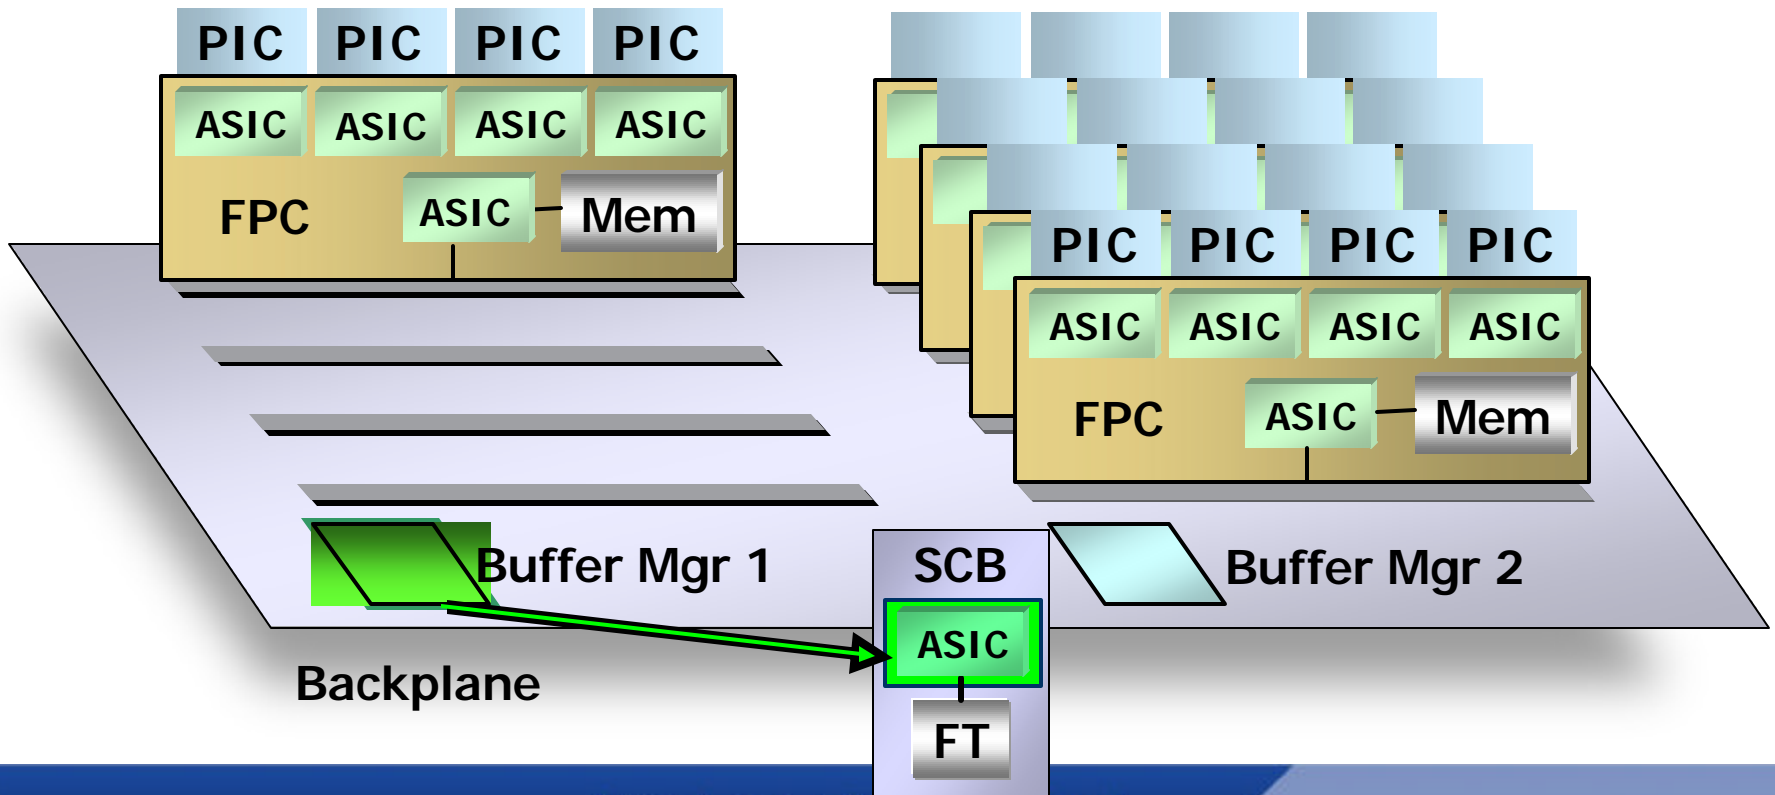 PIC PIC PIC PIC
ASIC ASIC ASIC ASIC
FPC ASIC Mem
PIC PIC PIC PIC
ASIC ASIC ASIC ASIC
FPC ASIC Mem
Buffer Mgr 1
SCB
Buffer Mgr 2
ASIC
Backplane
FT